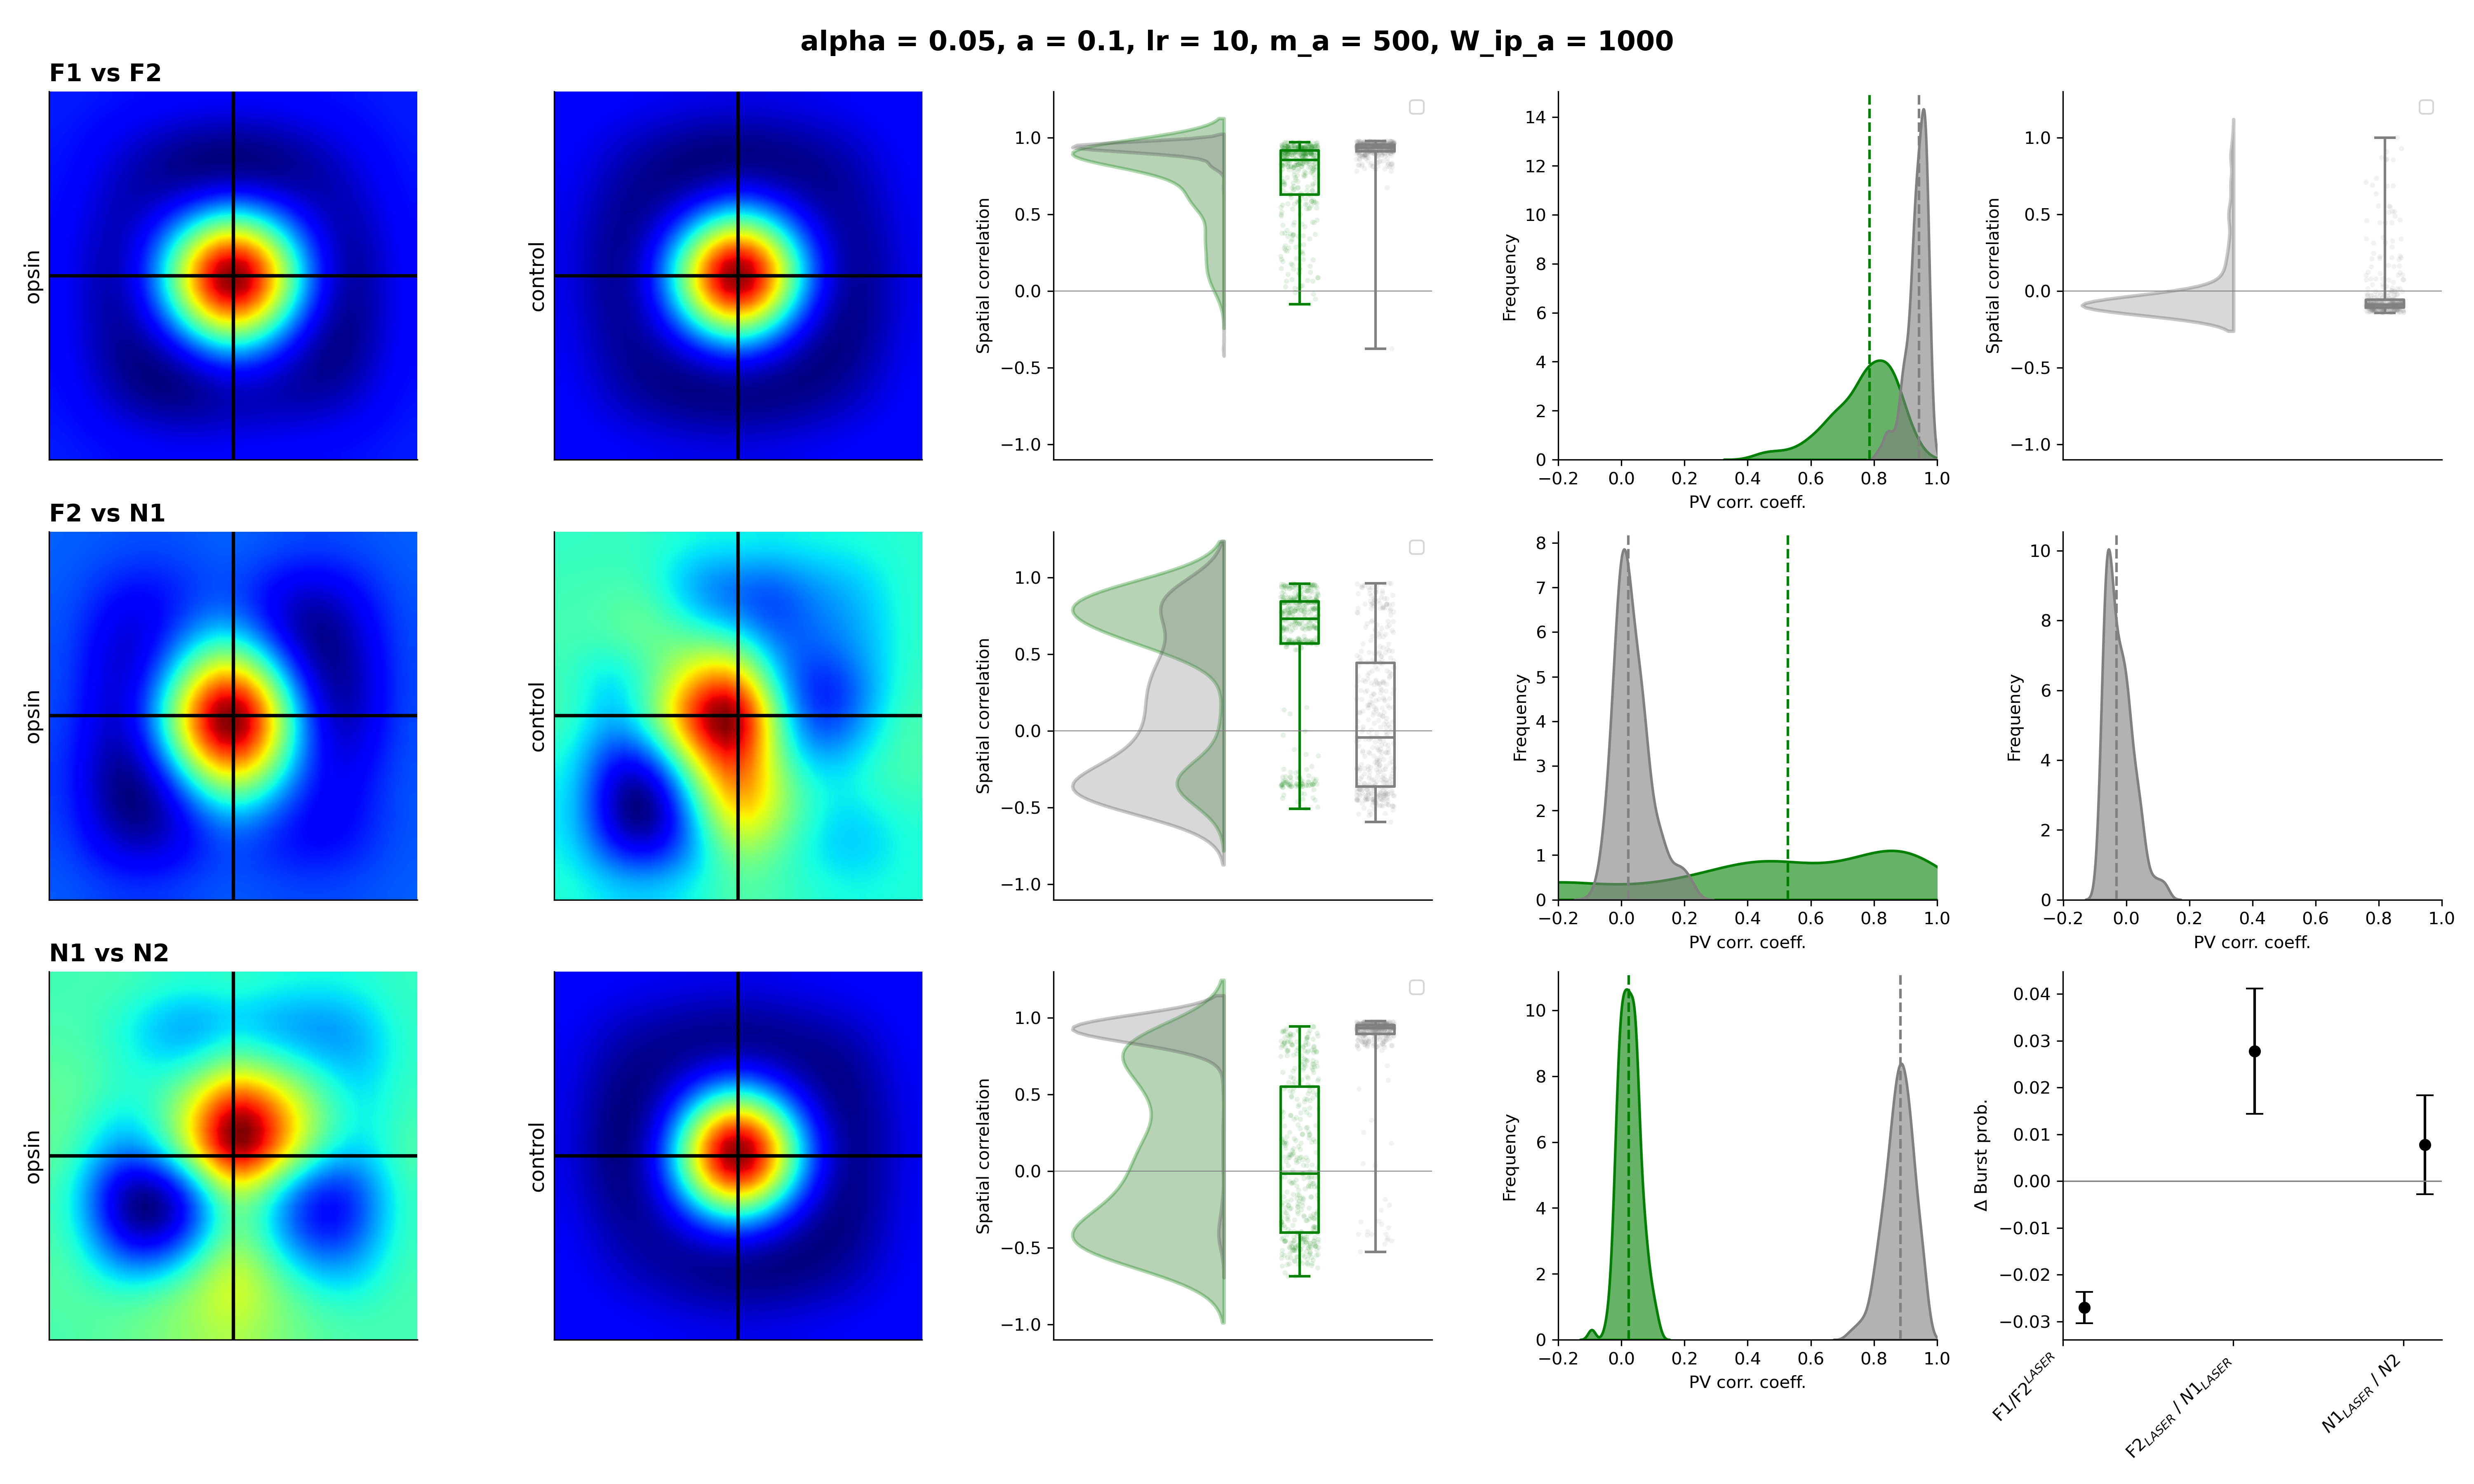 alpha = 0.05, a = 0.1, lr = 10, m_a = 500, W_ip_a = 1000
F1 vs F2
opsin
control
Spatial correlation
1.0
0.5
0.0
−0.5
−1.0
Frequency
14
12
10
8
6
4
2
0
−0.2 0.0 0.2 0.4 0.6 0.8 1.0
PV corr. coeff.
Spatial correlation
1.0
0.5
0.0
−0.5
−1.0
F2 vs N1
opsin
control
Spatial correlation
1.0
0.5
0.0
−0.5
−1.0
Frequency
8
7
6
5
4
3
2
1
0
−0.2 0.0 0.2 0.4 0.6 0.8 1.0
PV corr. coeff.
Frequency
10
8
6
4
2
0
−0.2 0.0 0.2 0.4 0.6 0.8 1.0
PV corr. coeff.
N1 vs N2
opsin
control
Spatial correlation
1.0
0.5
0.0
−0.5
−1.0
Frequency
10
8
6
4
2
0
−0.2 0.0 0.2 0.4 0.6 0.8 1.0
PV corr. coeff.
Δ Burst prob.
0.04
0.03
0.02
0.01
0.00
−0.01
−0.02
−0.03
F1/F2^LASER
F2_LASER / N1_LASER
N1_LASER / N2